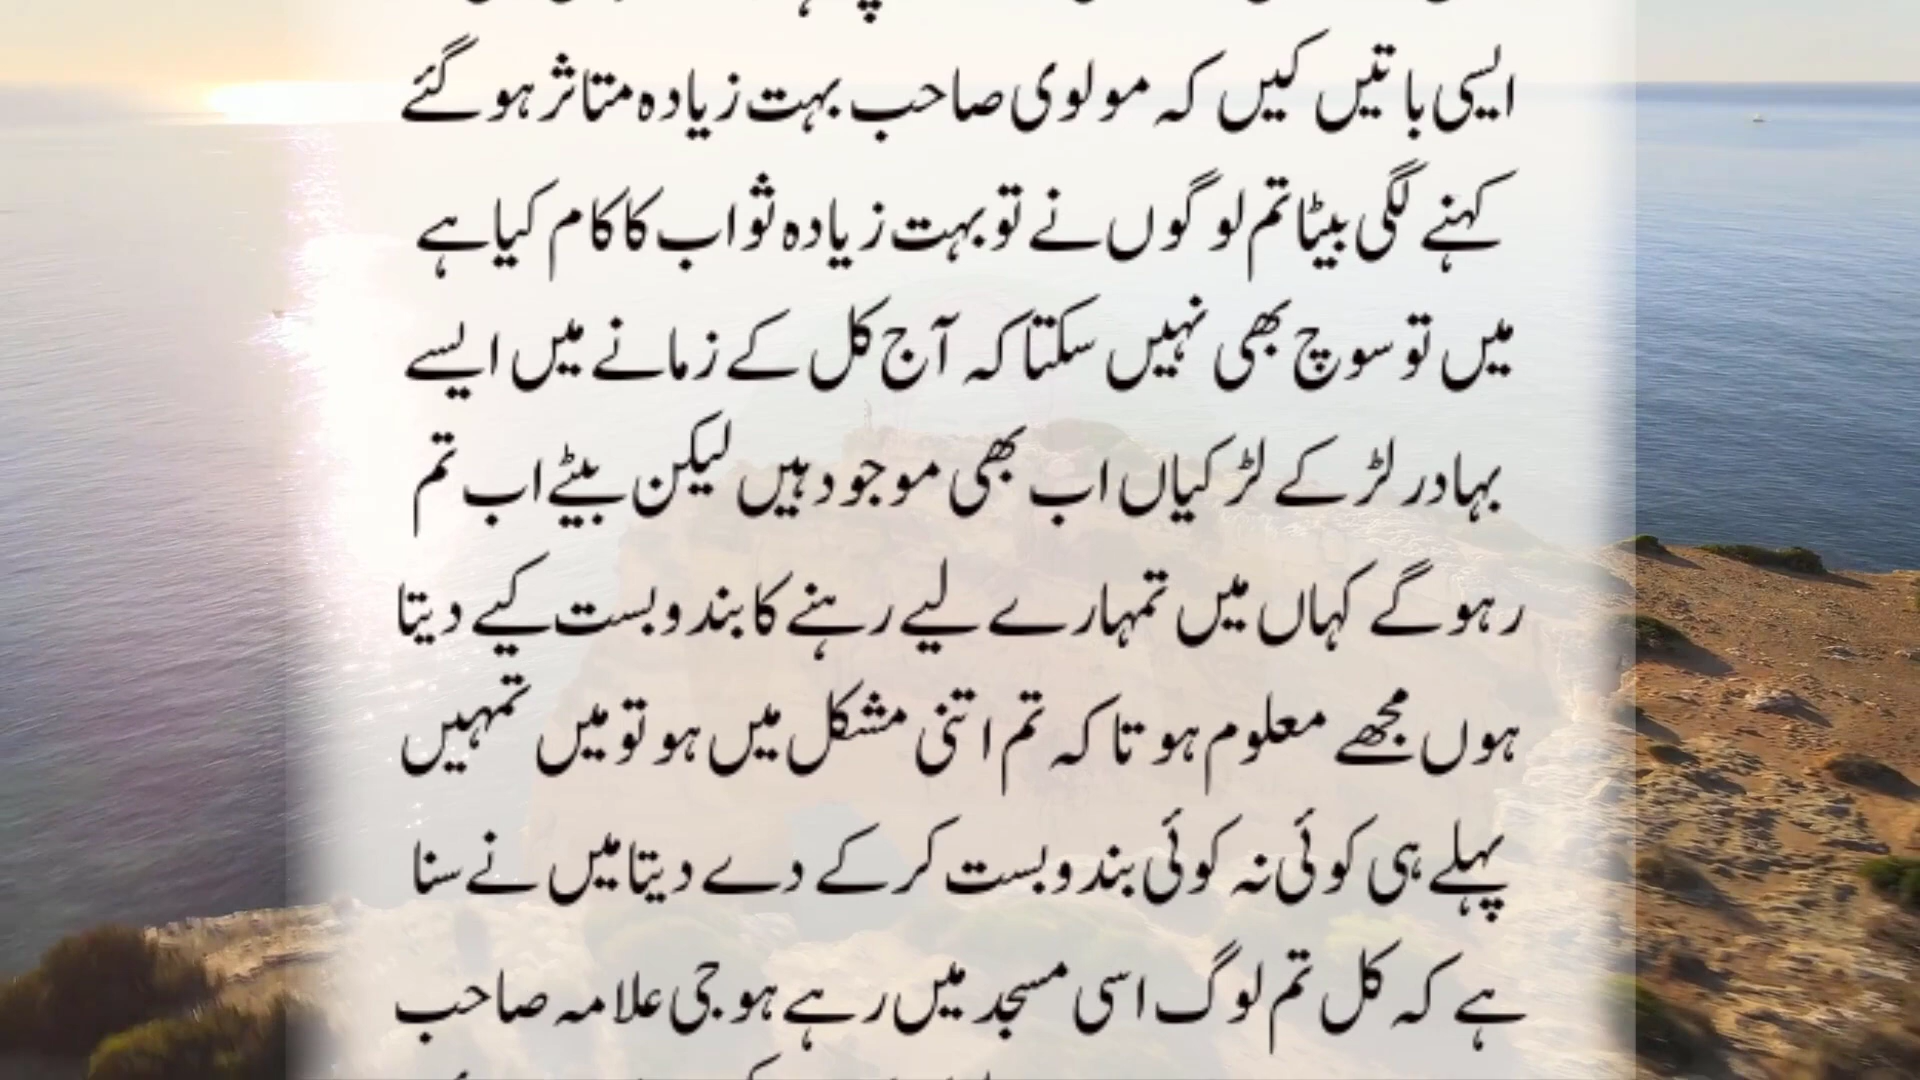 ایسی باتیں کیں کہ مولوی صاحب بہت زیادہ متاثر ہو گئے
کہنے لگی بیٹا تم لوگوں نے تو بہت زیادہ ثواب کا کام کیا ہے
میں تو سوچ بھی نہیں سکتا کہ آج کل کے زمانے میں ایسے
بہادر لڑکے لڑکیاں اب بھی موجود ہیں لیکن بیٹے اب تم
رہو گے کہاں میں تمہارے لیے رہنے کا بندوبست کیے دیتا
ہوں مجھے معلوم ہوتا کہ تم اتنی مشکل میں ہو تو میں تمہیں
پہلے ہی کوئی نہ کوئی بندوبست کر کے دے دیتا میں نے سنا
ہے کہ کل تم لوگ اسی مسجد میں رہے ہو جی علامہ صاحب